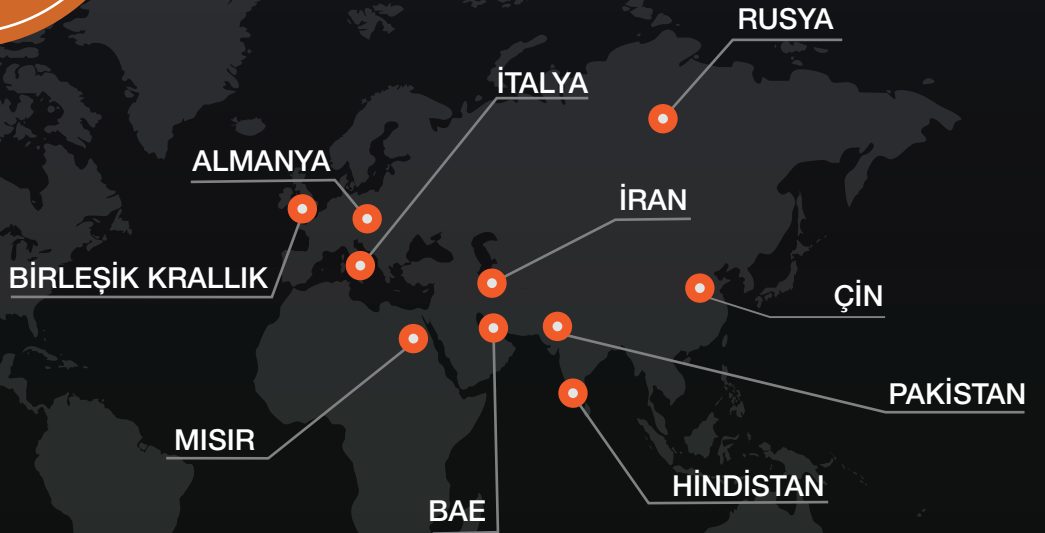 RUSYA
İTALYA
ALMANYA
İRAN
BİRLEŞİK KRALLIK
ÇİN
PAKİSTAN
MISIR
HİNDİSTAN
BAE